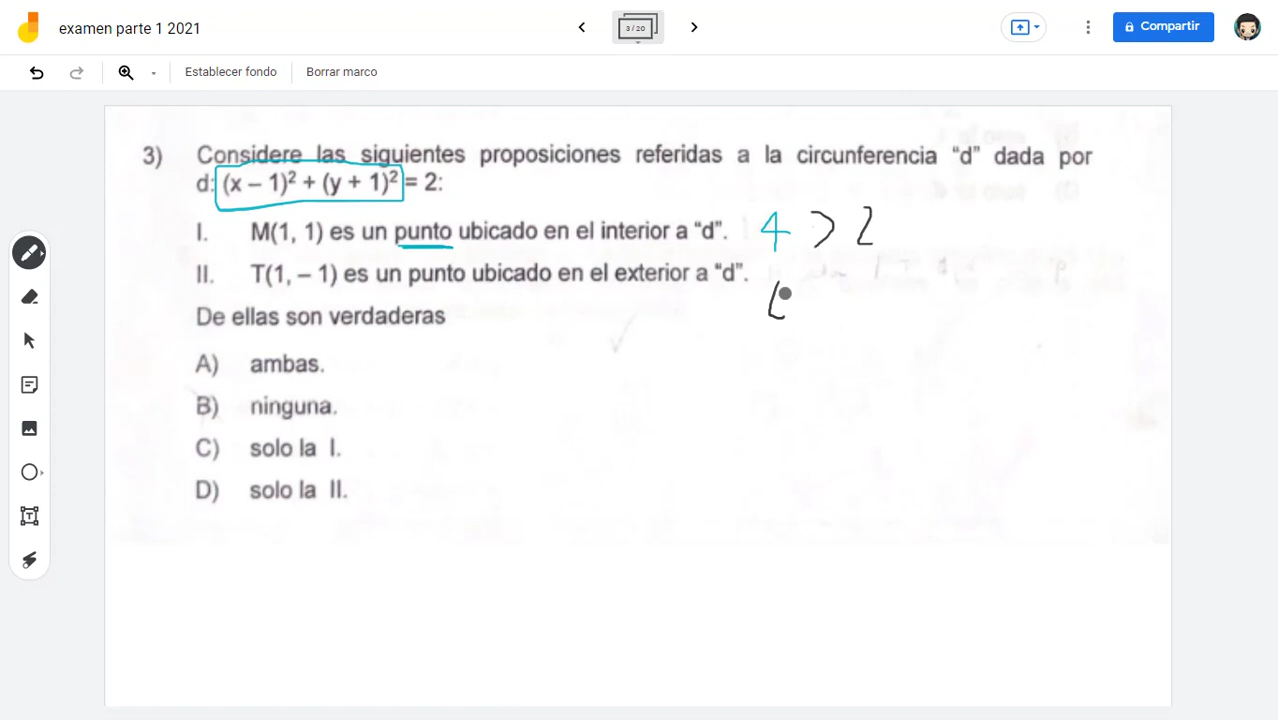 examen parte 1 2021
3 / 20
Compartir
Establecer fondo
Borrar marco
3) Considere las siguientes proposiciones referidas a la circunferencia “d” dada por
d: (x – 1)² + (y + 1)² = 2:
I. M(1, 1) es un punto ubicado en el interior a “d”. 4 > 2
II. T(1, – 1) es un punto ubicado en el exterior a “d”.
De ellas son verdaderas
A) ambas.
B) ninguna.
C) solo la I.
D) solo la II.